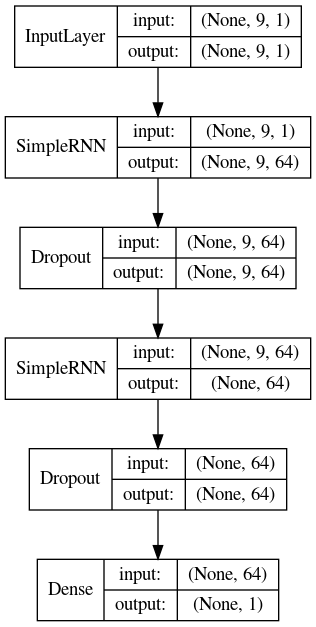 InputLayer
input: (None, 9, 1)
output: (None, 9, 1)
SimpleRNN
input: (None, 9, 1)
output: (None, 9, 64)
Dropout
input: (None, 9, 64)
output: (None, 9, 64)
SimpleRNN
input: (None, 9, 64)
output: (None, 64)
Dropout
input: (None, 64)
output: (None, 64)
Dense
input: (None, 64)
output: (None, 1)